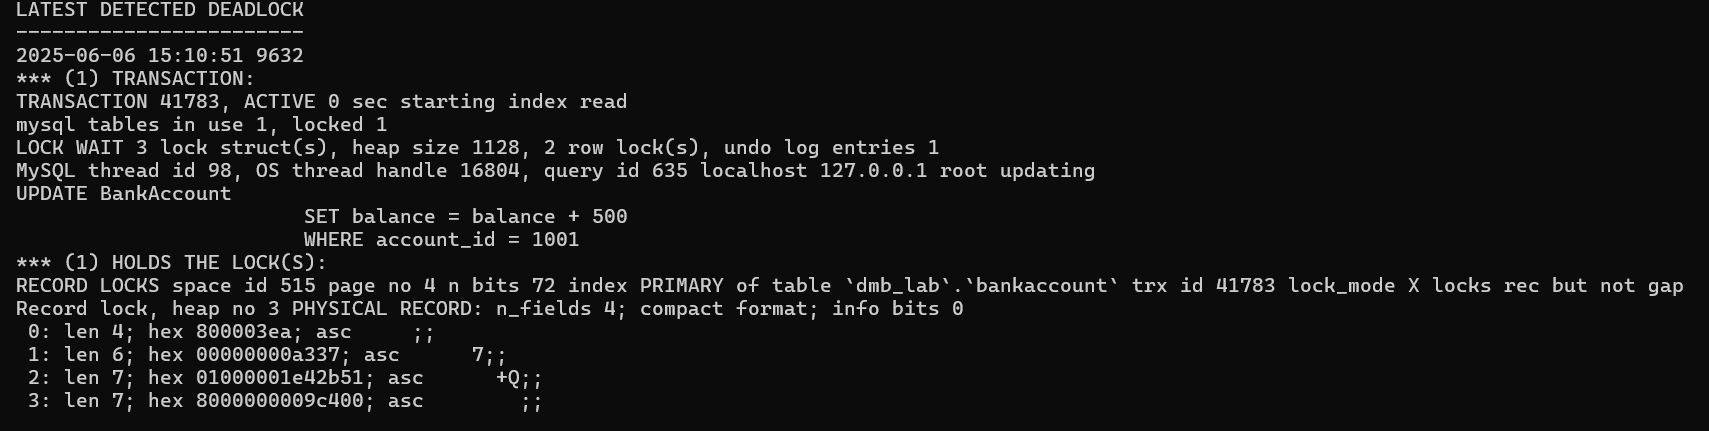 LATEST DETECTED DEADLOCK
------------------------
2025-06-06 15:10:51 9632
*** (1) TRANSACTION:
TRANSACTION 41783, ACTIVE 0 sec starting index read
mysql tables in use 1, locked 1
LOCK WAIT 3 lock struct(s), heap size 1128, 2 row lock(s), undo log entries 1
MySQL thread id 98, OS thread handle 16804, query id 635 localhost 127.0.0.1 root updating
UPDATE BankAccount
SET balance = balance + 500
WHERE account_id = 1001
*** (1) HOLDS THE LOCK(S):
RECORD LOCKS space id 515 page no 4 n bits 72 index PRIMARY of table `dmb_lab`.`bankaccount` trx id 41783 lock_mode X locks rec but not gap
Record lock, heap no 3 PHYSICAL RECORD: n_fields 4; compact format; info bits 0
0: len 4; hex 800003ea; asc     ;;
1: len 6; hex 00000000a337; asc      7;;
2: len 7; hex 01000001e42b51; asc      +Q;;
3: len 7; hex 8000000009c400; asc        ;;